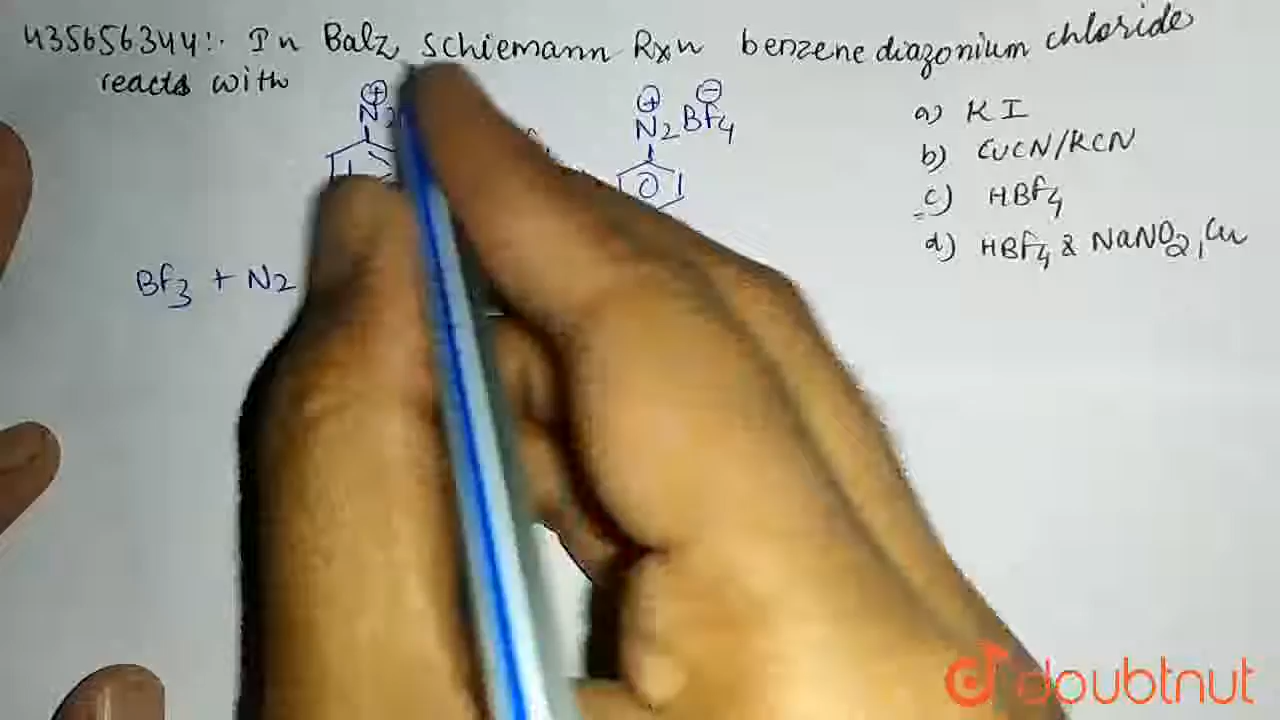 435656344:. In Balz, Schiemann Rxn benzene diazonium chloride
reacts with
⊕
N2
⊕ ⊖
N2 Bf4
a) KI
b) CuCN/KCN
c) HBf4
d) HBf4 & NaNO2, Cu
Bf3 + N2
doubtnut